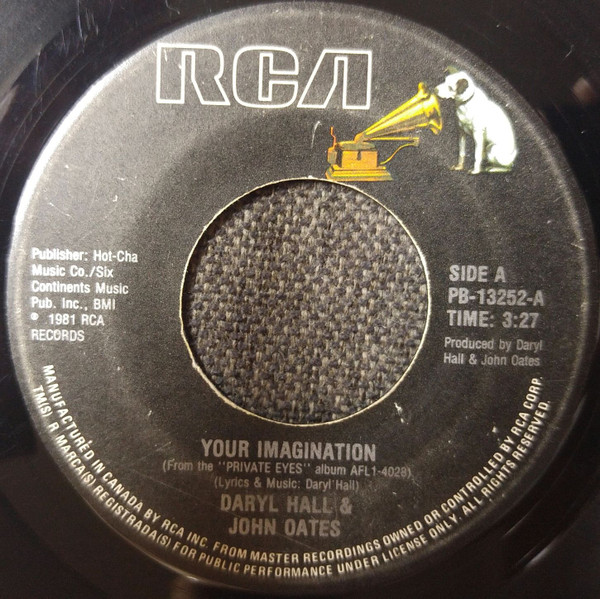 RCA
Publisher: Hot-Cha
Music Co./Six
Continents Music
Pub. Inc., BMI
℗ 1981 RCA
RECORDS
SIDE A
PB-13252-A
TIME: 3:27
Produced by Daryl
Hall & John Oates
YOUR IMAGINATION
(From the "PRIVATE EYES" album AFL1-4028)
(Lyrics & Music: Daryl Hall)
DARYL HALL &
JOHN OATES
MANUFACTURED IN CANADA BY RCA INC. FROM MASTER RECORDINGS OWNED OR CONTROLLED BY RCA CORP.
TM(S) R MARCA(S) REGISTRADA(S) FOR PUBLIC PERFORMANCE UNDER LICENSE ONLY. ALL RIGHTS RESERVED.